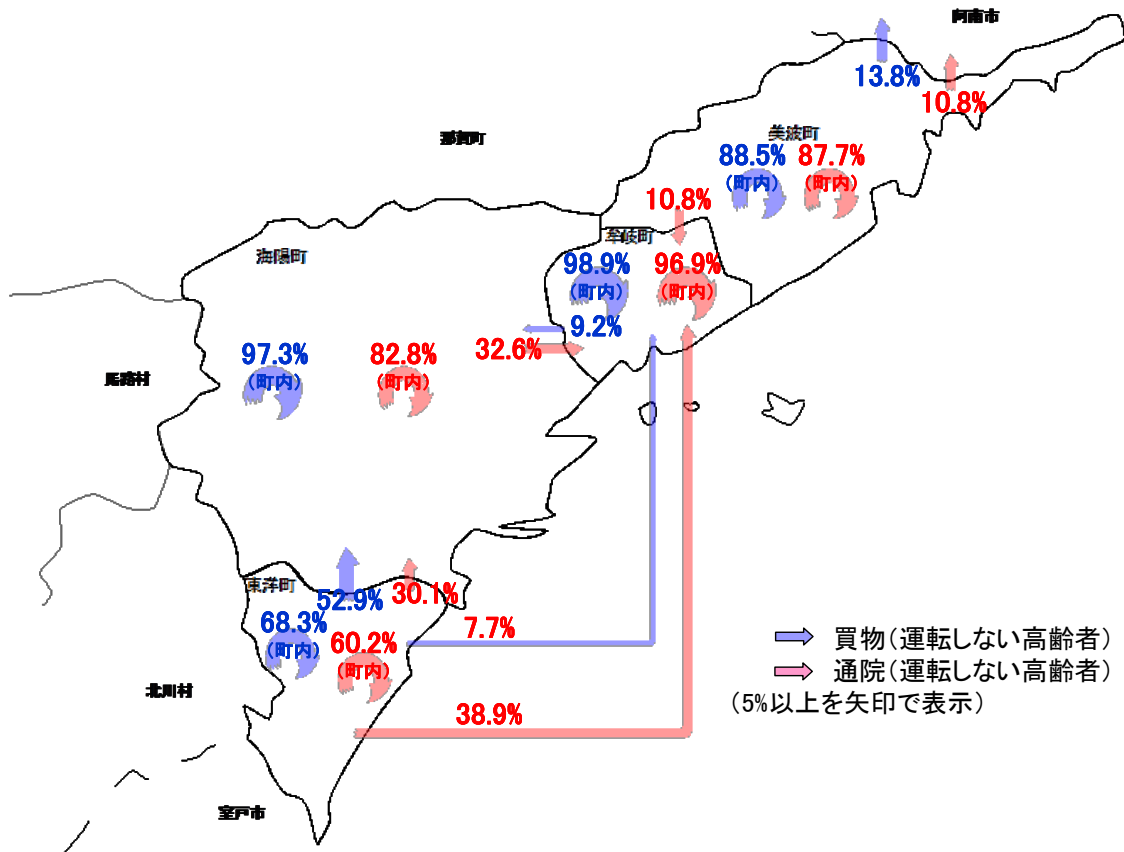 阿南市
13.8%
10.8%
美波町
那賀町
88.5%
(町内)
87.7%
(町内)
10.8%
牟岐町
海陽町
98.9%
(町内)
96.9%
(町内)
9.2%
32.6%
97.3%
(町内)
82.8%
(町内)
馬路村
東洋町
52.9%
30.1%
68.3%
(町内)
60.2%
(町内)
7.7%
買物(運転しない高齢者)
通院(運転しない高齢者)
(5%以上を矢印で表示)
北川村
38.9%
室戸市